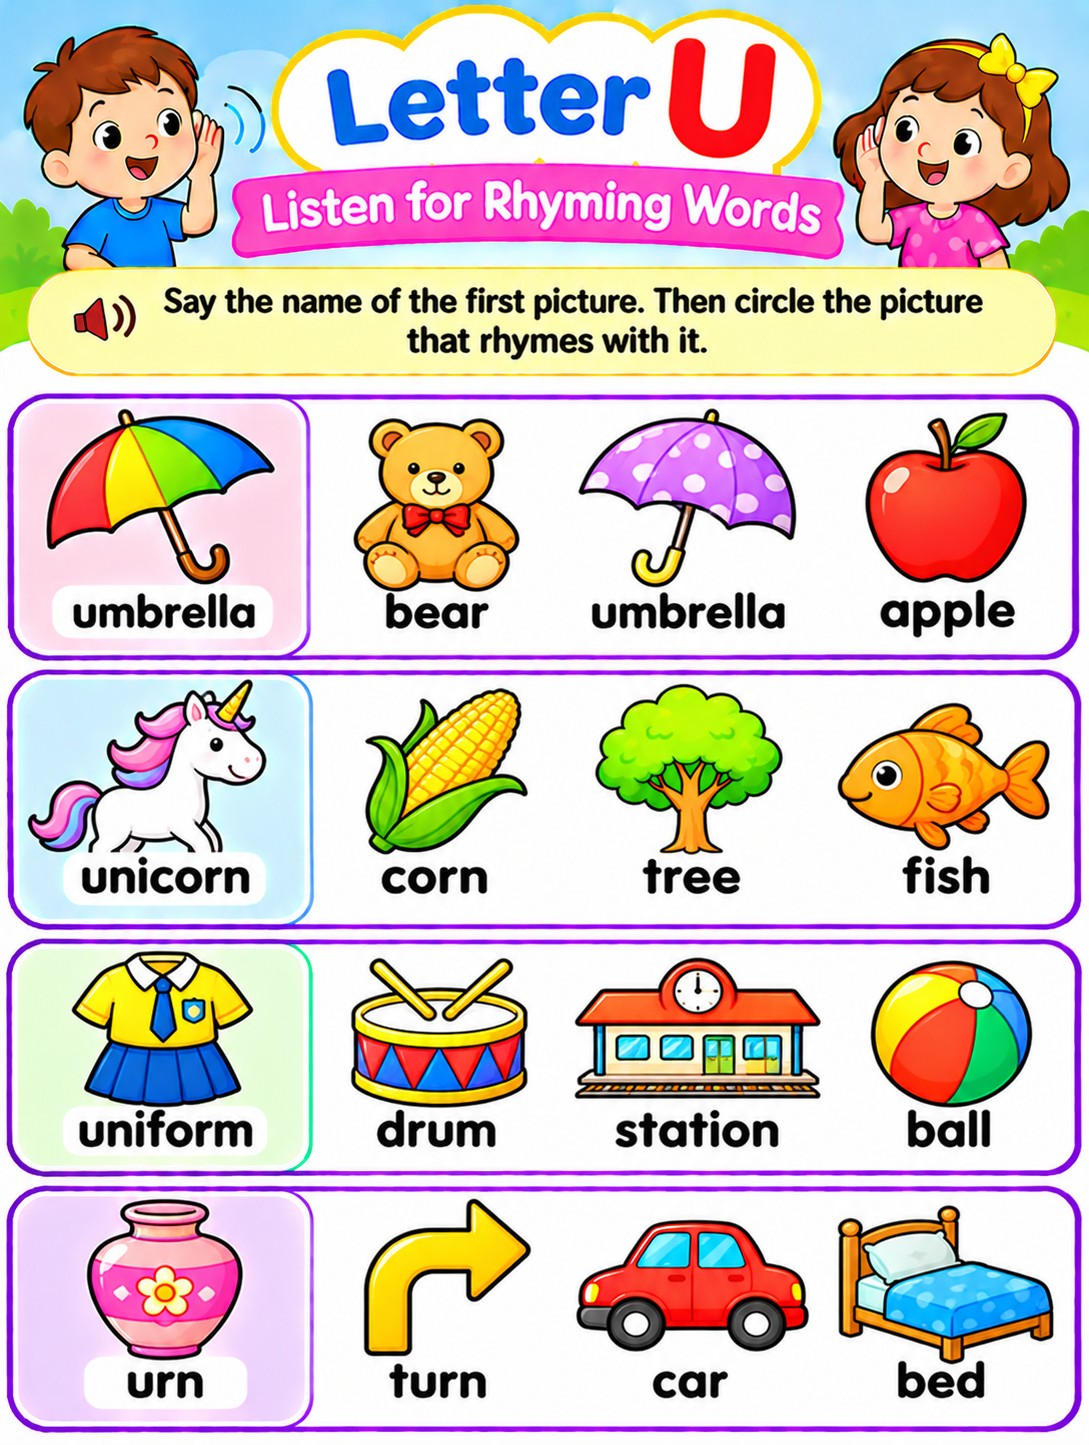 Letter U
Listen for Rhyming Words
Say the name of the first picture. Then circle the picture
that rhymes with it.
umbrella bear umbrella apple
unicorn corn tree fish
uniform drum station ball
urn turn car bed